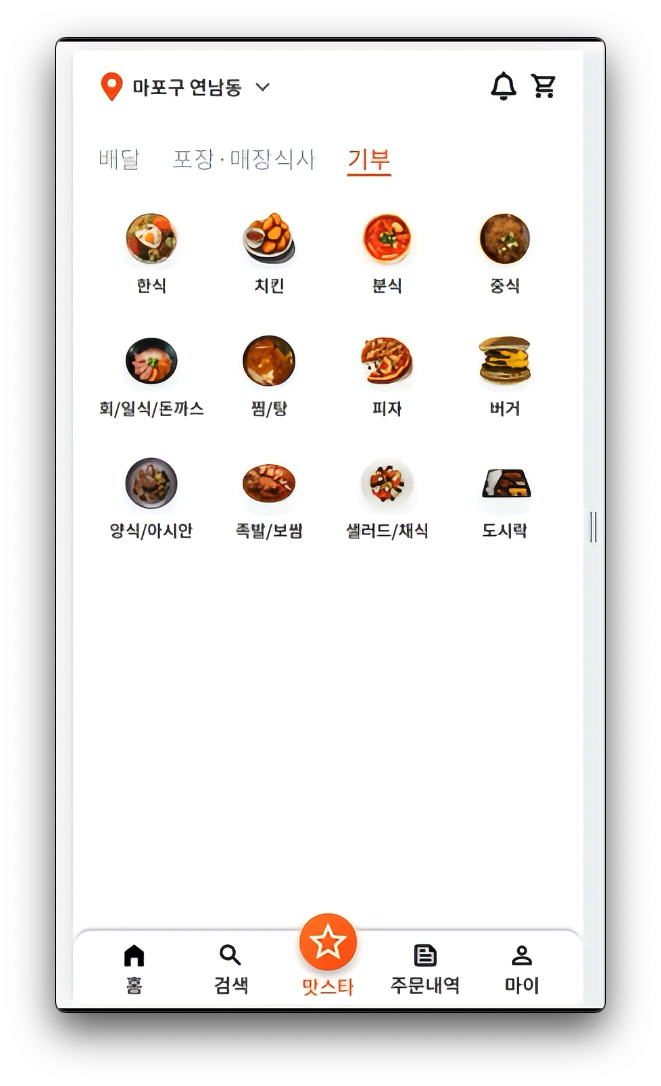 마포구 연남동
배달 포장·매장식사 기부
한식 치킨 분식 중식
회/일식/돈까스 찜/탕 피자 버거
양식/아시안 족발/보쌈 샐러드/채식 도시락
홈 검색 맛스타 주문내역 마이